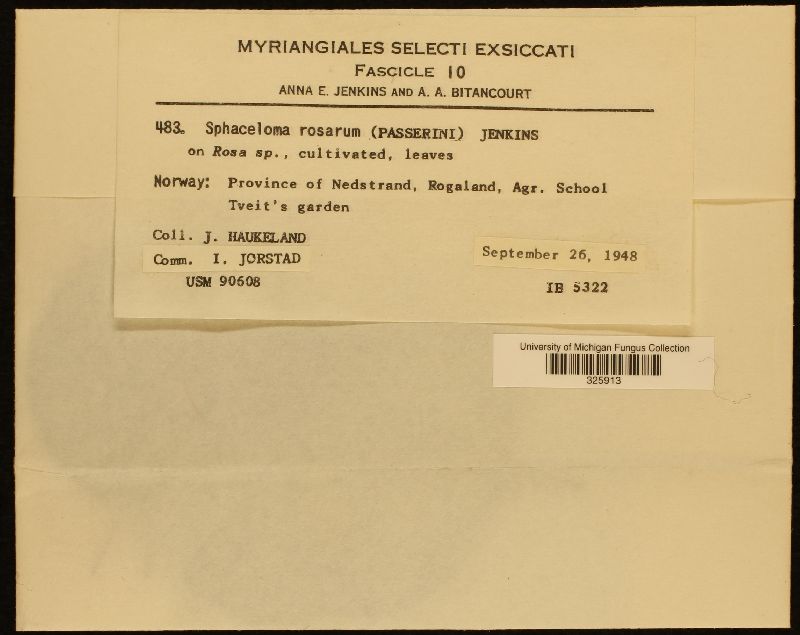 MYRIANGIALES SELECTI EXSICCATI
FASCICLE 10
ANNA E. JENKINS AND A. A. BITANCOURT
483. Sphaceloma rosarum (PASSERINI) JENKINS
on Rosa sp., cultivated, leaves
Norway: Province of Nedstrand, Rogaland, Agr. School
Tveit's garden
Coll. J. HAUKELAND
Comm. I. JORSTAD
September 26, 1948
USM 90608
IB 5322
University of Michigan Fungus Collection
325913